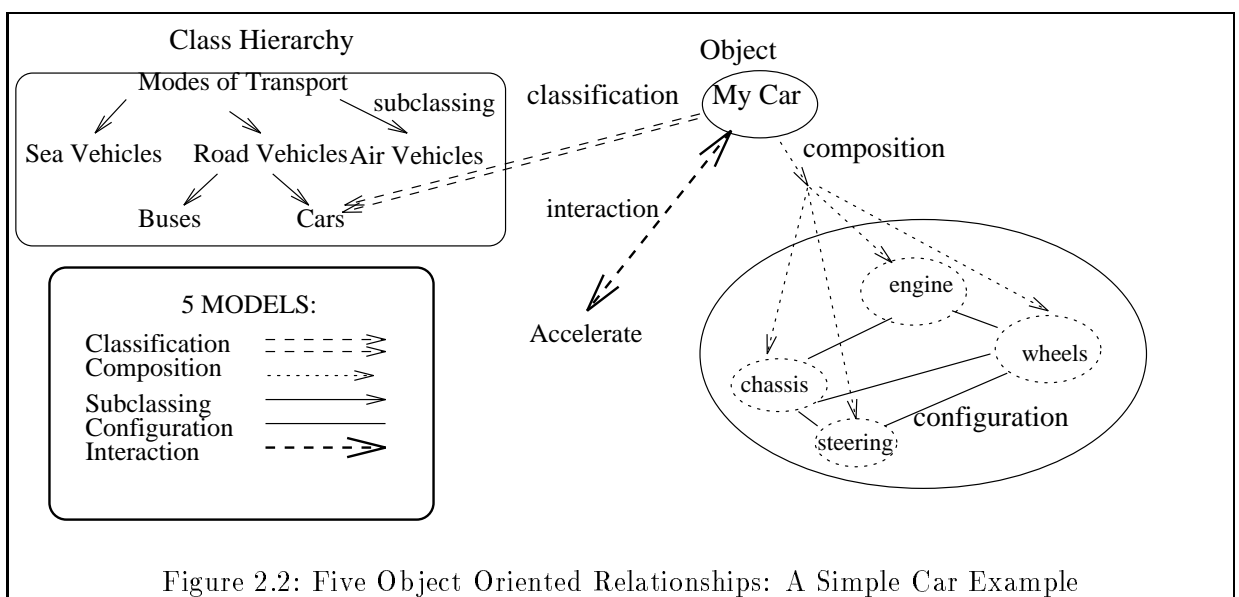 Class Hierarchy
Modes of Transport
subclassing
Sea Vehicles
Road Vehicles
Air Vehicles
Buses
Cars
classification
Object
My Car
composition
interaction
Accelerate
engine
wheels
chassis
steering
configuration
5 MODELS:
Classification
Composition
Subclassing
Configuration
Interaction
Figure 2.2: Five Object Oriented Relationships: A Simple Car Example